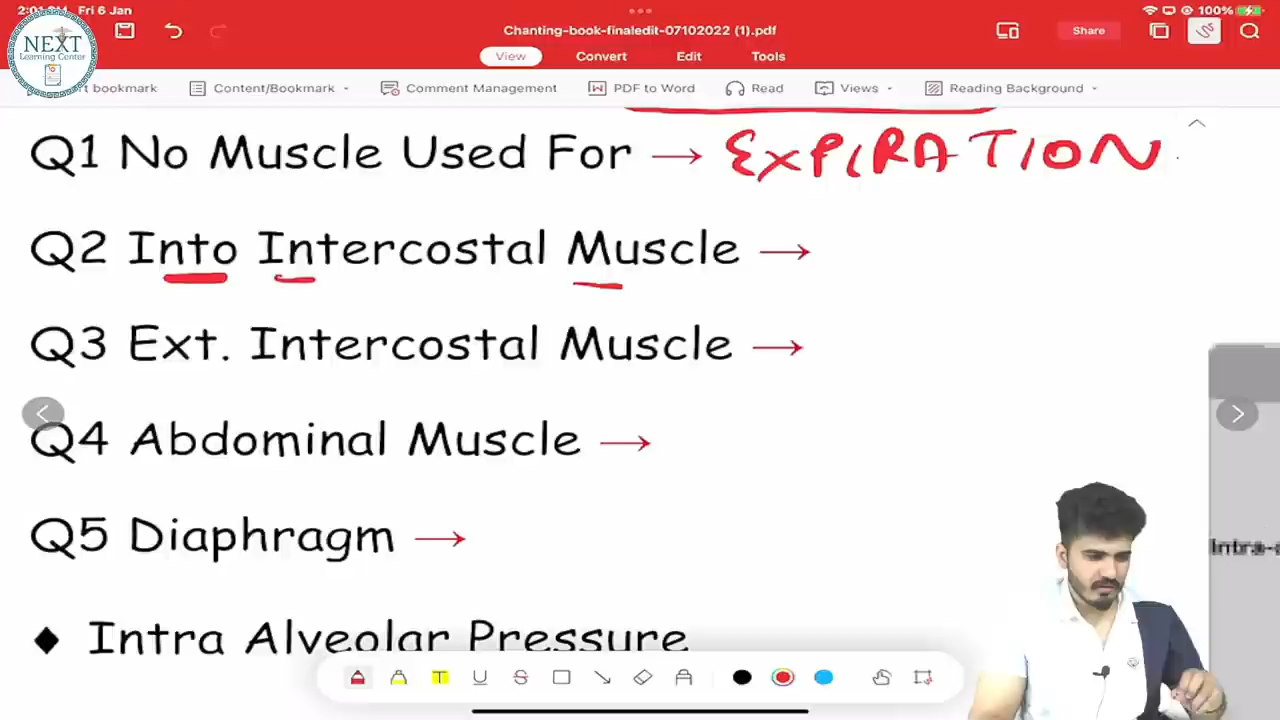 2:01 PM Fri 6 Jan
100%
NEXT
Learning Center
Chanting-book-finaledit-07102022 (1).pdf
Share
View Convert Edit Tools
bookmark Content/Bookmark Comment Management PDF to Word Read Views Reading Background
Q1 No Muscle Used For → EXPIRATION
Q2 Into Intercostal Muscle →
Q3 Ext. Intercostal Muscle →
Q4 Abdominal Muscle →
Q5 Diaphragm →
Intra-
◆ Intra Alveolar Pressure